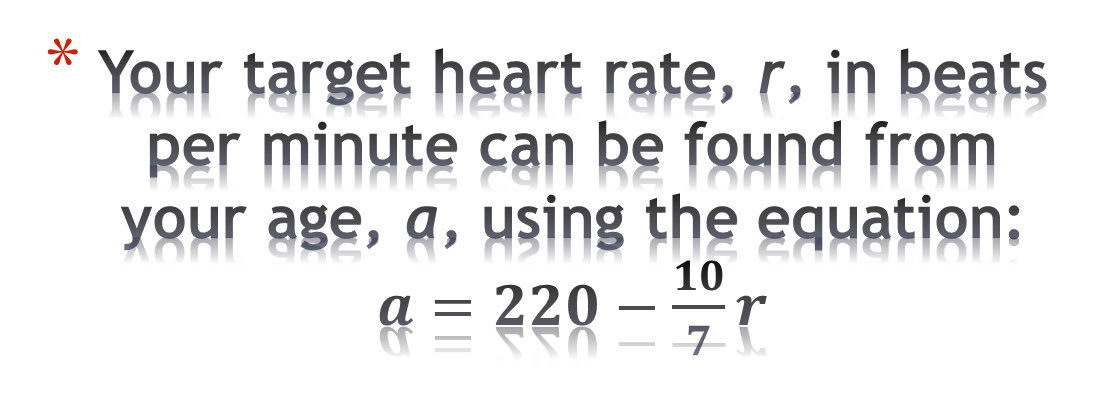 * Your target heart rate, r, in beats
per minute can be found from
your age, a, using the equation:
a = 220 − 10/7 r